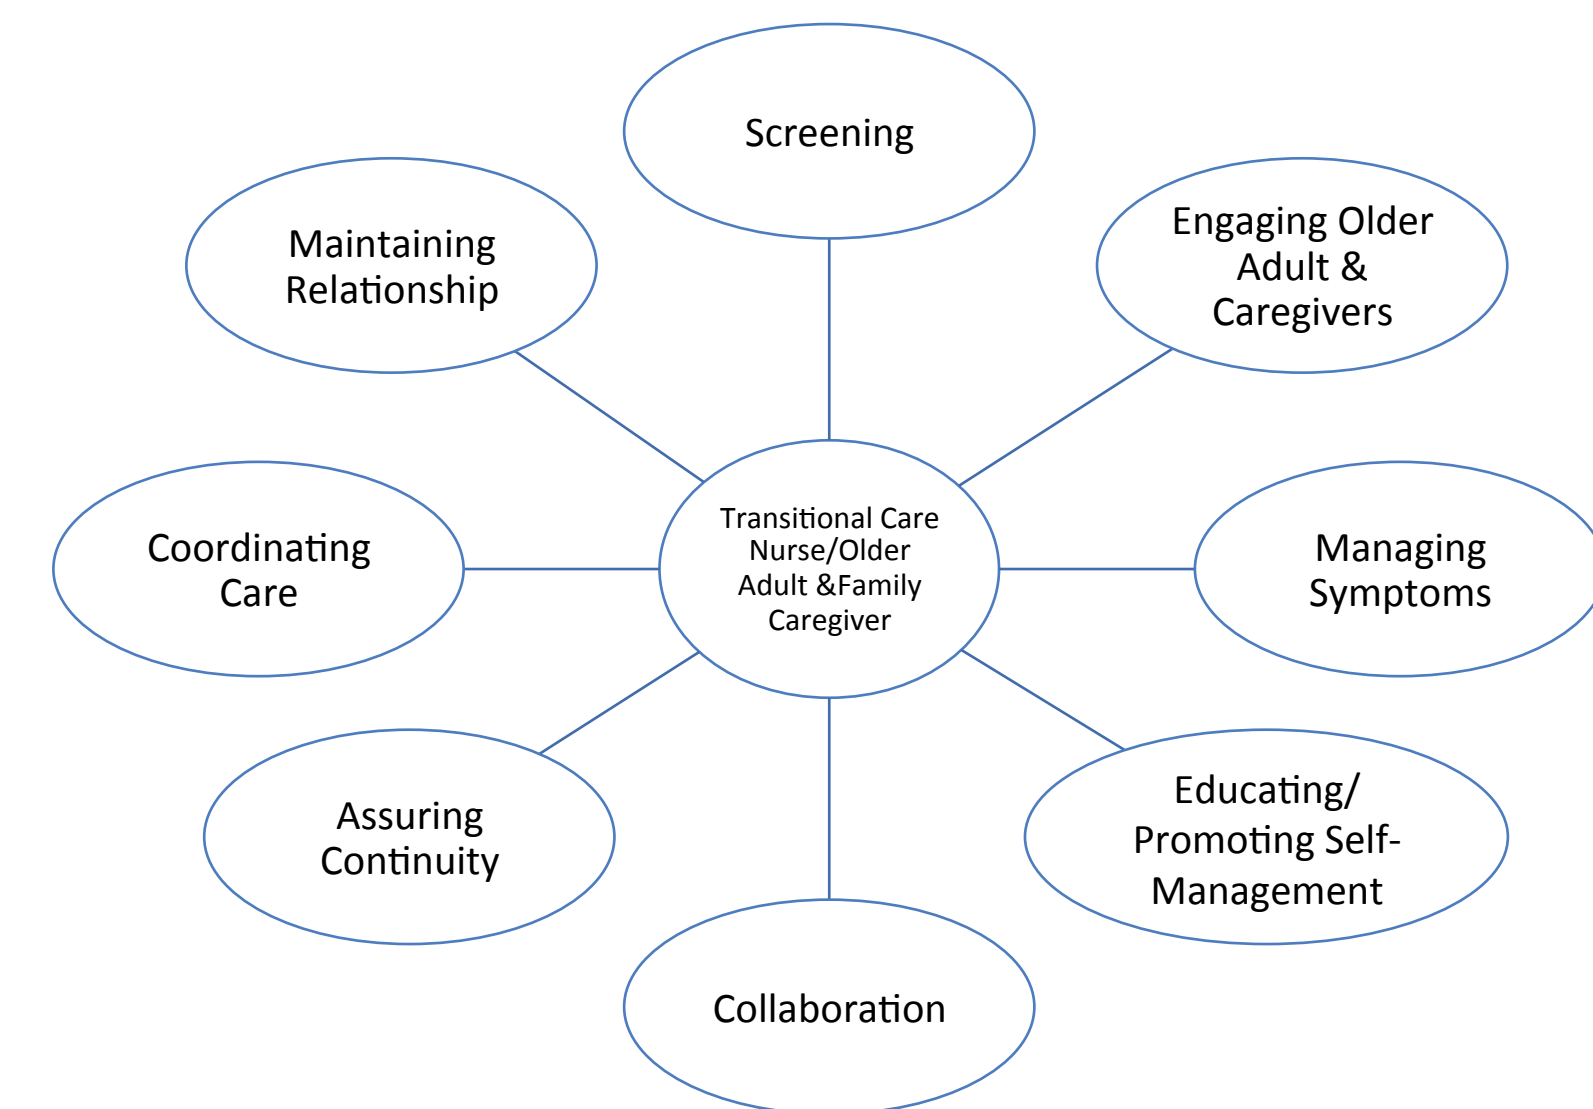 Screening
Engaging Older
Adult &
Caregivers
Managing
Symptoms
Educating/
Promoting Self-
Management
Collaboration
Assuring
Continuity
Coordinating
Care
Maintaining
Relationship
Transitional Care
Nurse/Older
Adult &Family
Caregiver